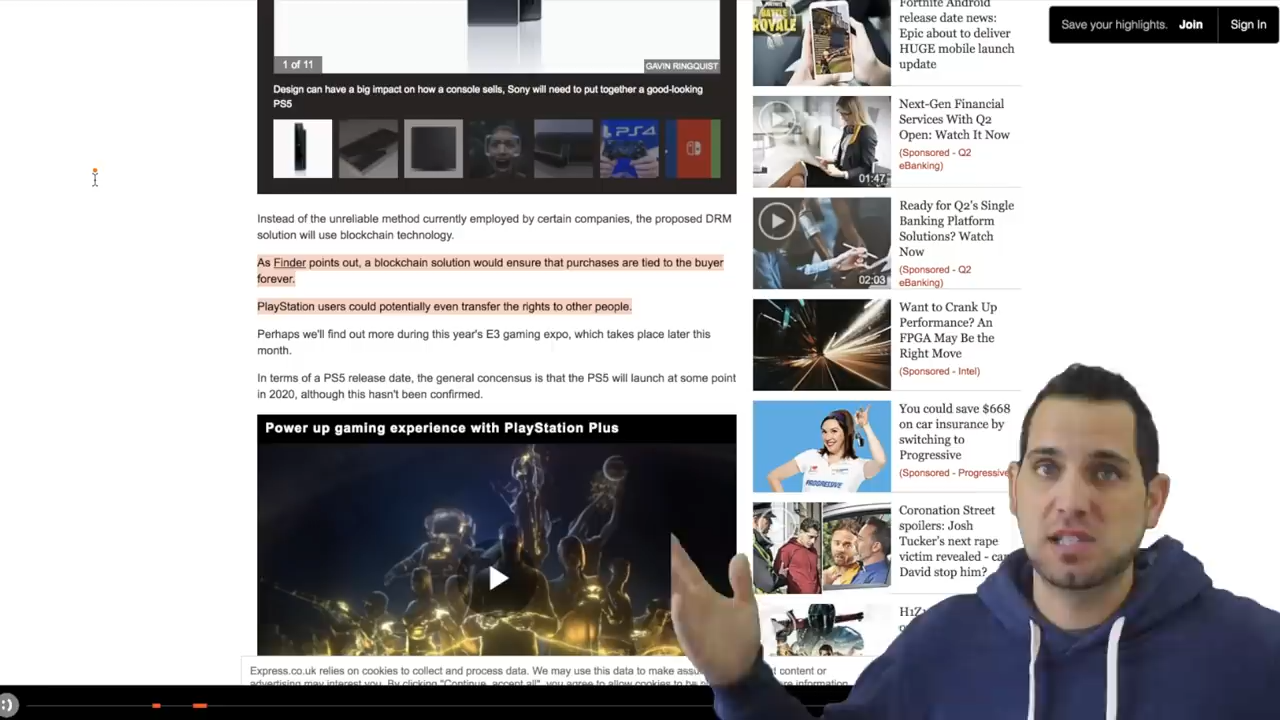 1 of 11
GAVIN RINGQUIST
Design can have a big impact on how a console sells, Sony will need to put together a good-looking
PS5
PS4
Instead of the unreliable method currently employed by certain companies, the proposed DRM
solution will use blockchain technology.
As Finder points out, a blockchain solution would ensure that purchases are tied to the buyer
forever.
PlayStation users could potentially even transfer the rights to other people.
Perhaps we'll find out more during this year's E3 gaming expo, which takes place later this
month.
In terms of a PS5 release date, the general concensus is that the PS5 will launch at some point
in 2020, although this hasn't been confirmed.
Power up gaming experience with PlayStation Plus
Express.co.uk relies on cookies to collect and process data. We may use this data to make
content or
advertising may interest you. By clicking "Continue, accept all", you agree to allow cookies to be
information
BATTLE
ROYALE
Fortnite Android
release date news:
Epic about to deliver
HUGE mobile launch
update
Next-Gen Financial
Services With Q2
Open: Watch It Now
(Sponsored - Q2
eBanking)
01:47
Ready for Q2's Single
Banking Platform
Solutions? Watch
Now
(Sponsored - Q2
eBanking)
02:03
Want to Crank Up
Performance? An
FPGA May Be the
Right Move
(Sponsored - Intel)
You could save $668
on car insurance by
switching to
Progressive
(Sponsored - Progressive
PROGRESSIVE
Coronation Street
spoilers: Josh
Tucker's next rape
victim revealed - can
David stop him?
H1Z1
Save your highlights. Join Sign In